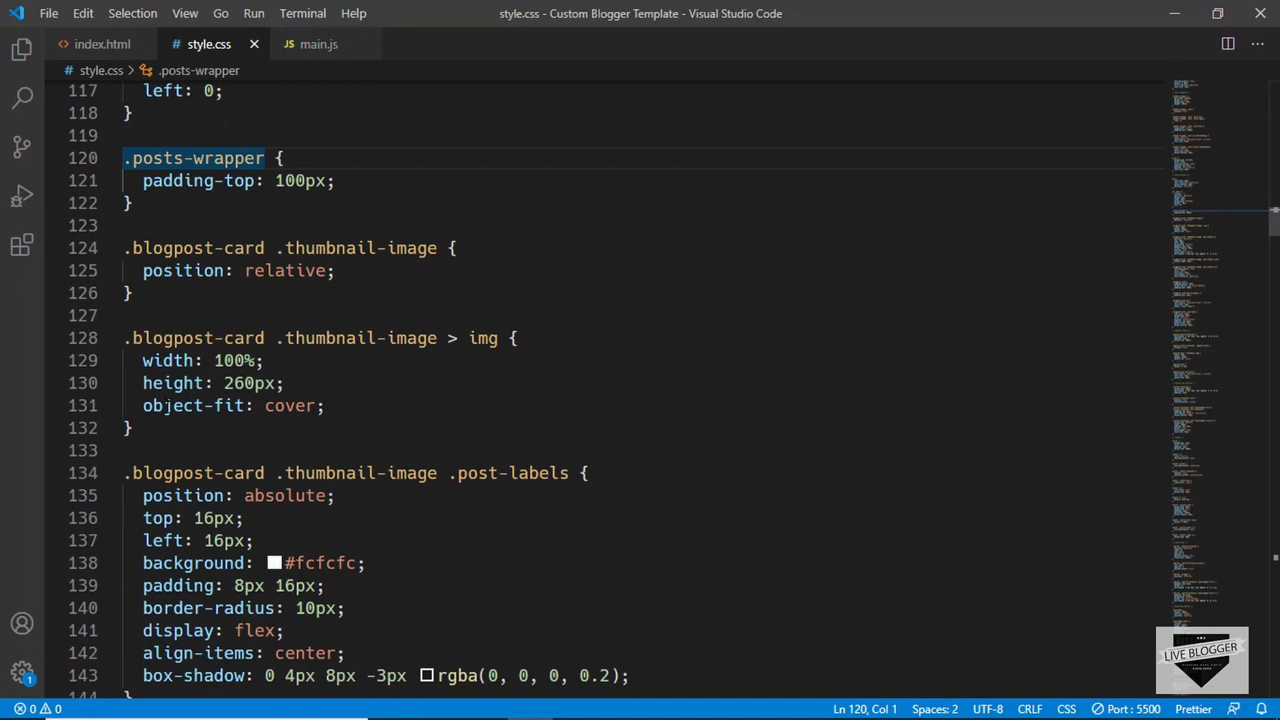 File Edit Selection View Go Run Terminal Help style.css - Custom Blogger Template - Visual Studio Code
index.html style.css main.js
style.css > .posts-wrapper
117 left: 0;
118 }
119
120 .posts-wrapper {
121 padding-top: 100px;
122 }
123
124 .blogpost-card .thumbnail-image {
125 position: relative;
126 }
127
128 .blogpost-card .thumbnail-image > img {
129 width: 100%;
130 height: 260px;
131 object-fit: cover;
132 }
133
134 .blogpost-card .thumbnail-image .post-labels {
135 position: absolute;
136 top: 16px;
137 left: 16px;
138 background: #fcfcfc;
139 padding: 8px 16px;
140 border-radius: 10px;
141 display: flex;
142 align-items: center;
143 box-shadow: 0 4px 8px -3px rgba(0, 0, 0, 0.2);
144 }
LIVE BLOGGER
1
0 0 Ln 120, Col 1 Spaces: 2 UTF-8 CRLF CSS Port : 5500 Prettier